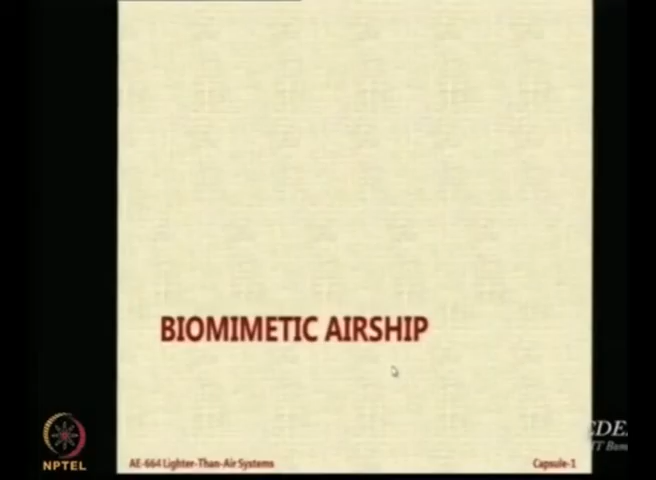 BIOMIMETIC AIRSHIP
NPTEL
AE-664 Lighter-Than-Air Systems
Capsule-1